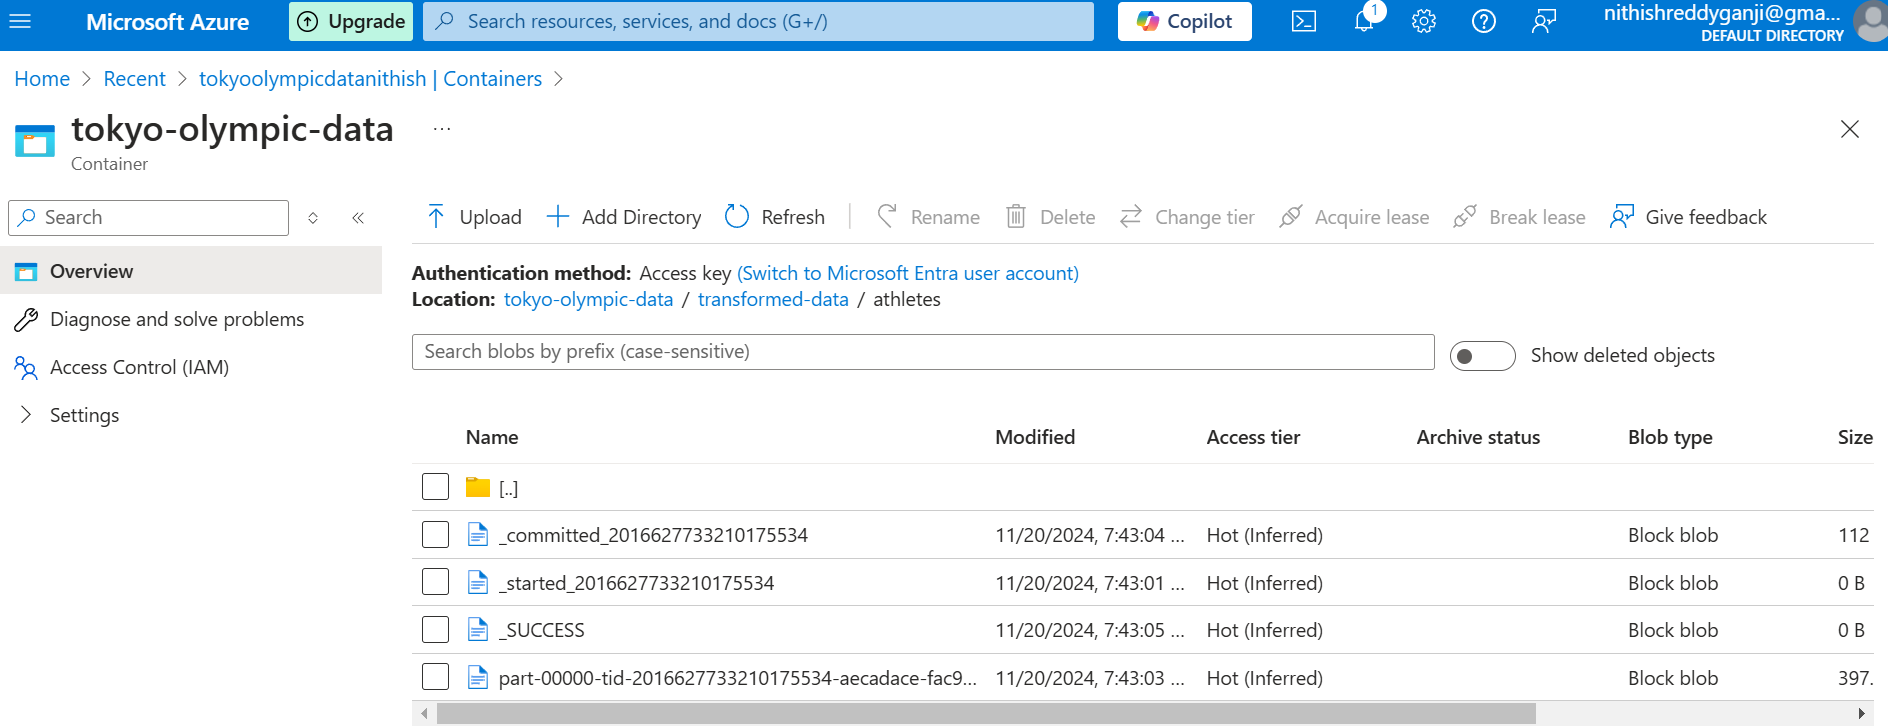 Microsoft Azure
Upgrade
Search resources, services, and docs (G+/)
Copilot
1
nithishreddyganji@gma...
DEFAULT DIRECTORY
Home > Recent > tokyoolympicdatanithish | Containers >
tokyo-olympic-data ...
Container
Search
Overview
Diagnose and solve problems
Access Control (IAM)
Settings
Upload Add Directory Refresh Rename Delete Change tier Acquire lease Break lease Give feedback
Authentication method: Access key (Switch to Microsoft Entra user account)
Location: tokyo-olympic-data / transformed-data / athletes
Search blobs by prefix (case-sensitive)
Show deleted objects
Name Modified Access tier Archive status Blob type Size
[..]
_committed_2016627733210175534 11/20/2024, 7:43:04 ... Hot (Inferred) Block blob 112
_started_2016627733210175534 11/20/2024, 7:43:01 ... Hot (Inferred) Block blob 0 B
_SUCCESS 11/20/2024, 7:43:05 ... Hot (Inferred) Block blob 0 B
part-00000-tid-2016627733210175534-aecadace-fac9... 11/20/2024, 7:43:03 ... Hot (Inferred) Block blob 397.